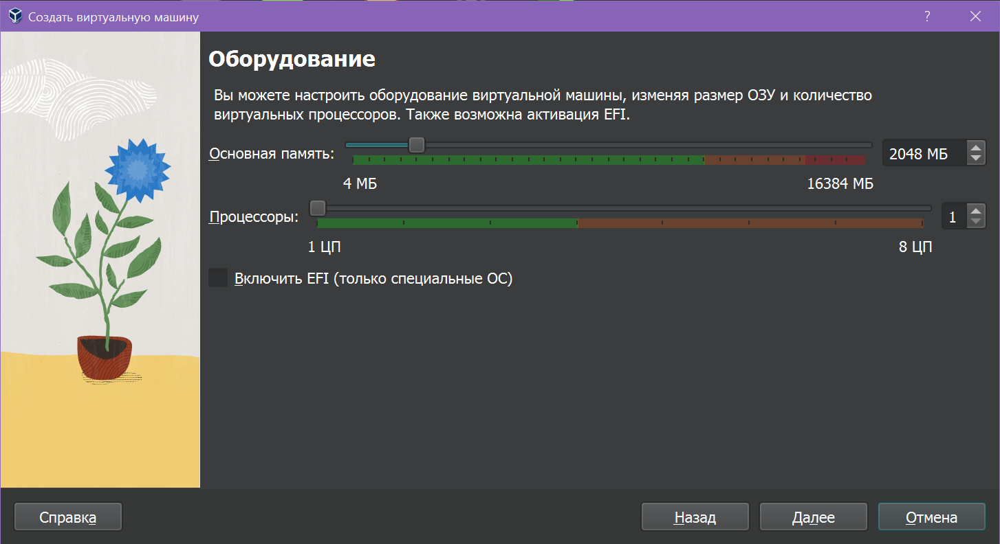 Создать виртуальную машину
?
Оборудование
Вы можете настроить оборудование виртуальной машины, изменяя размер ОЗУ и количество
виртуальных процессоров. Также возможна активация EFI.
Основная память:
2048 МБ
4 МБ
16384 МБ
Процессоры:
1
1 ЦП
8 ЦП
Включить EFI (только специальные ОС)
Справка
Назад
Далее
Отмена